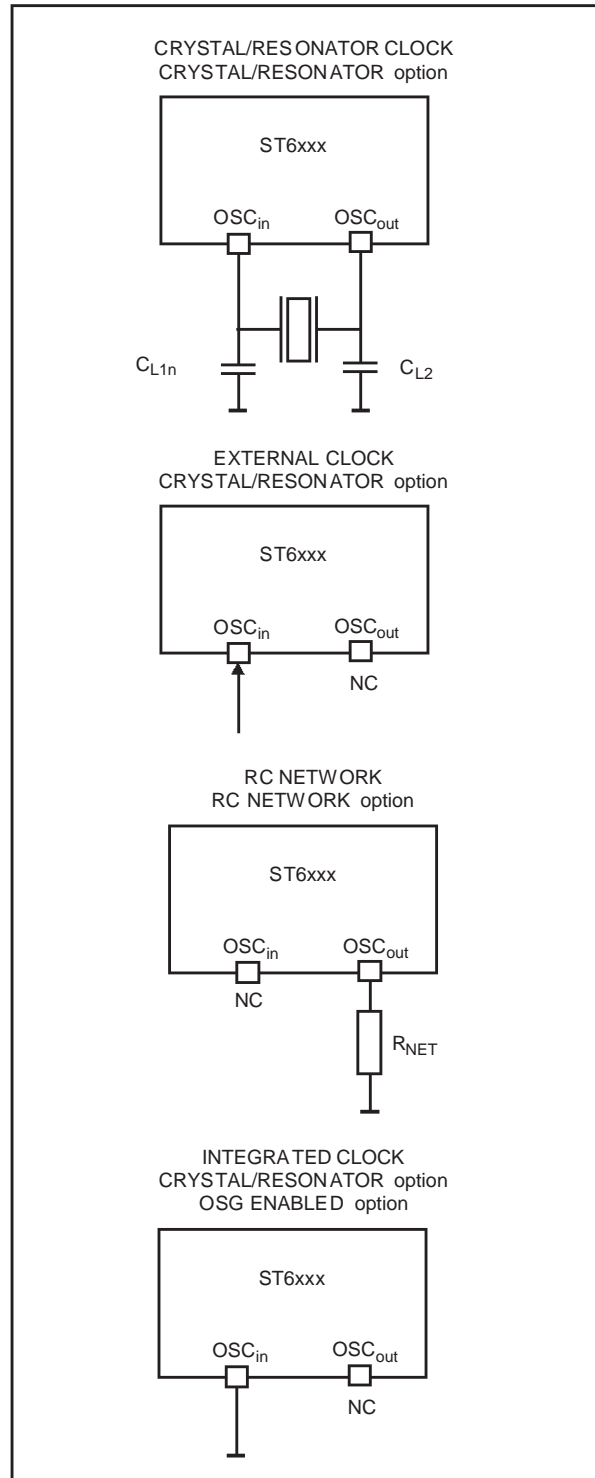 CRYSTAL/RESONATOR CLOCK
CRYSTAL/RESONATOR option
ST6xxx
OSCin OSCout
CL1n CL2
EXTERNAL CLOCK
CRYSTAL/RESONATOR option
ST6xxx
OSCin OSCout
NC
RC NETWORK
RC NETWORK option
ST6xxx
OSCin OSCout
NC
RNET
INTEGRATED CLOCK
CRYSTAL/RESONATOR option
OSG ENABLED option
ST6xxx
OSCin OSCout
NC